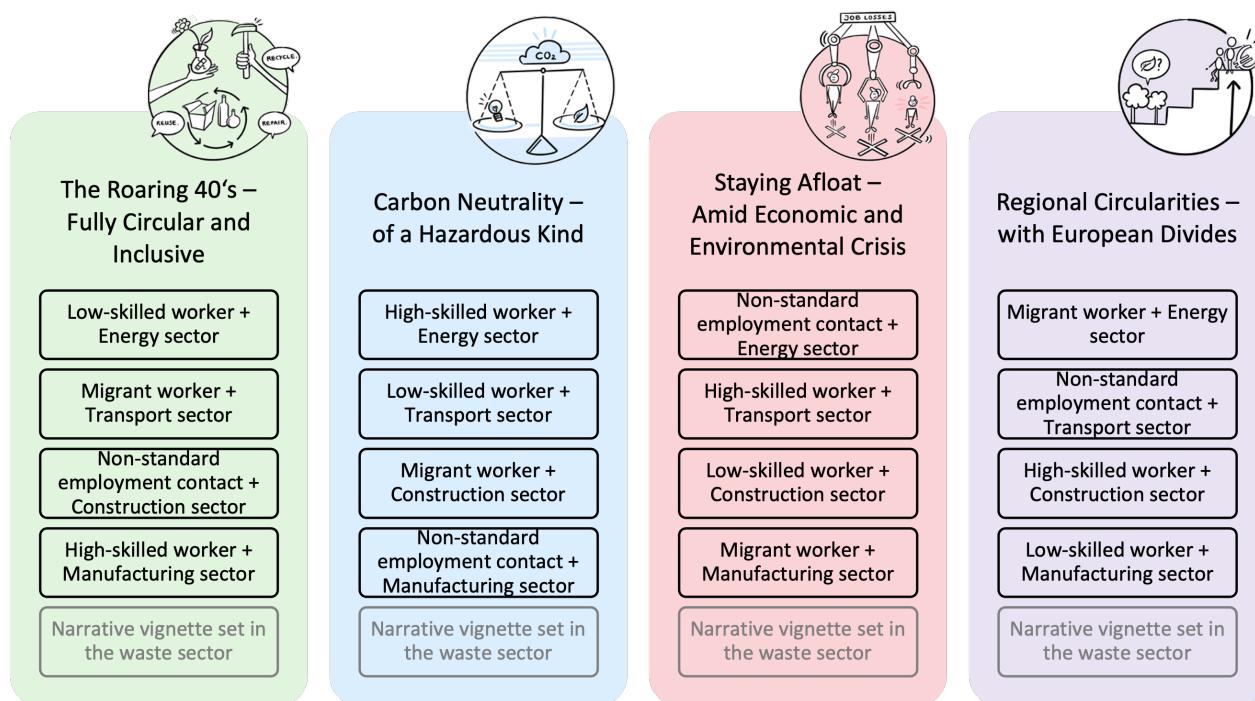 RECYCLE.
REUSE.
REPAIR.
The Roaring 40‘s –
Fully Circular and
Inclusive
Low-skilled worker +
Energy sector
Migrant worker +
Transport sector
Non-standard
employment contact +
Construction sector
High-skilled worker +
Manufacturing sector
Narrative vignette set in
the waste sector
CO₂
Carbon Neutrality –
of a Hazardous Kind
High-skilled worker +
Energy sector
Low-skilled worker +
Transport sector
Migrant worker +
Construction sector
Non-standard
employment contact +
Manufacturing sector
Narrative vignette set in
the waste sector
JOB LOSSES
Staying Afloat –
Amid Economic and
Environmental Crisis
Non-standard
employment contact +
Energy sector
High-skilled worker +
Transport sector
Low-skilled worker +
Construction sector
Migrant worker +
Manufacturing sector
Narrative vignette set in
the waste sector
?
Regional Circularities –
with European Divides
Migrant worker + Energy
sector
Non-standard
employment contact +
Transport sector
High-skilled worker +
Construction sector
Low-skilled worker +
Manufacturing sector
Narrative vignette set in
the waste sector